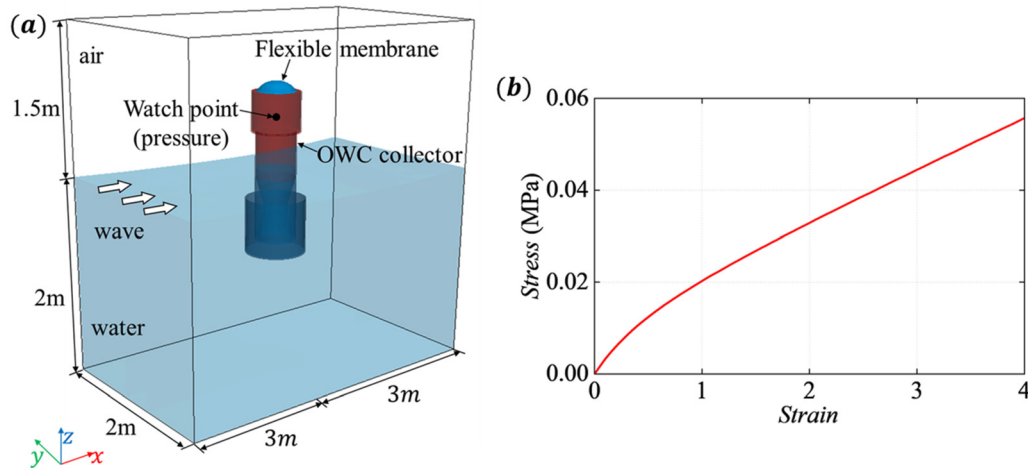 (a)
air
Flexible membrane
1.5m
Watch point
(pressure)
OWC collector
wave
2m
water
2m
3m
3m
z
y
x
(b)
0.06
0.04
0.02
0.00
Stress (MPa)
0
1
2
3
4
Strain